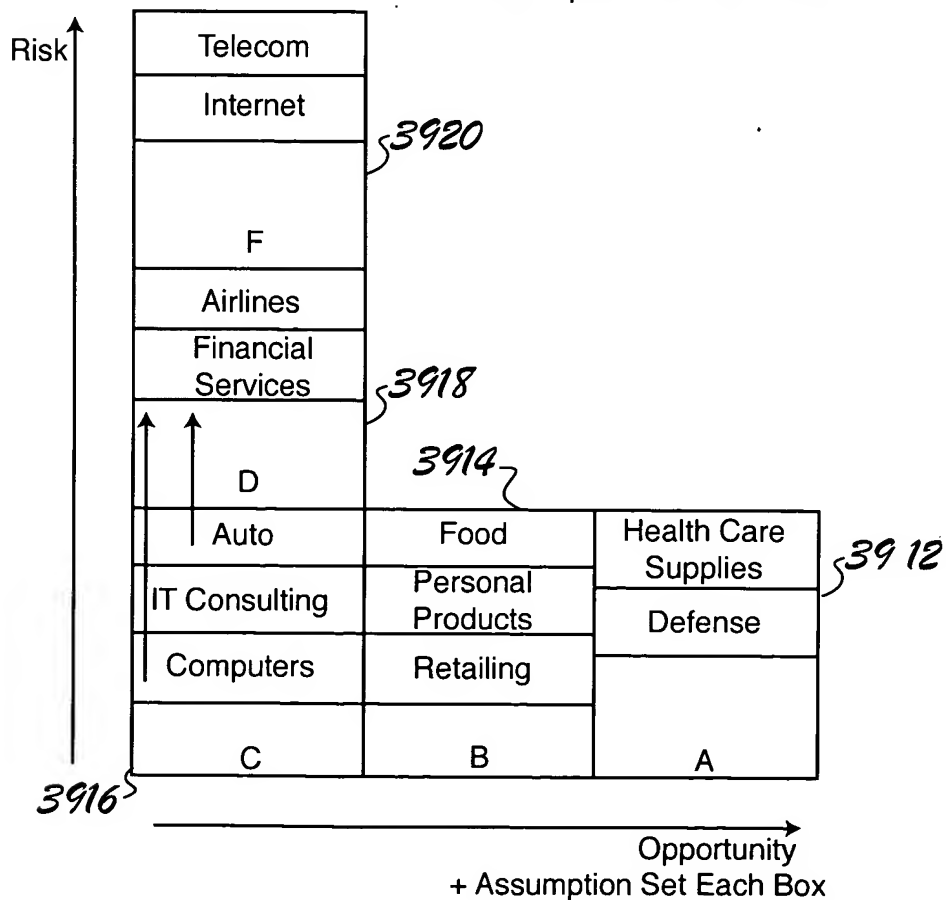 Risk
Telecom
Internet
3920
F
Airlines
Financial
Services
3918
D
3914
Auto
Food
Health Care
Supplies
3912
IT Consulting
Personal
Products
Defense
Computers
Retailing
C
B
A
3916
Opportunity
+ Assumption Set Each Box